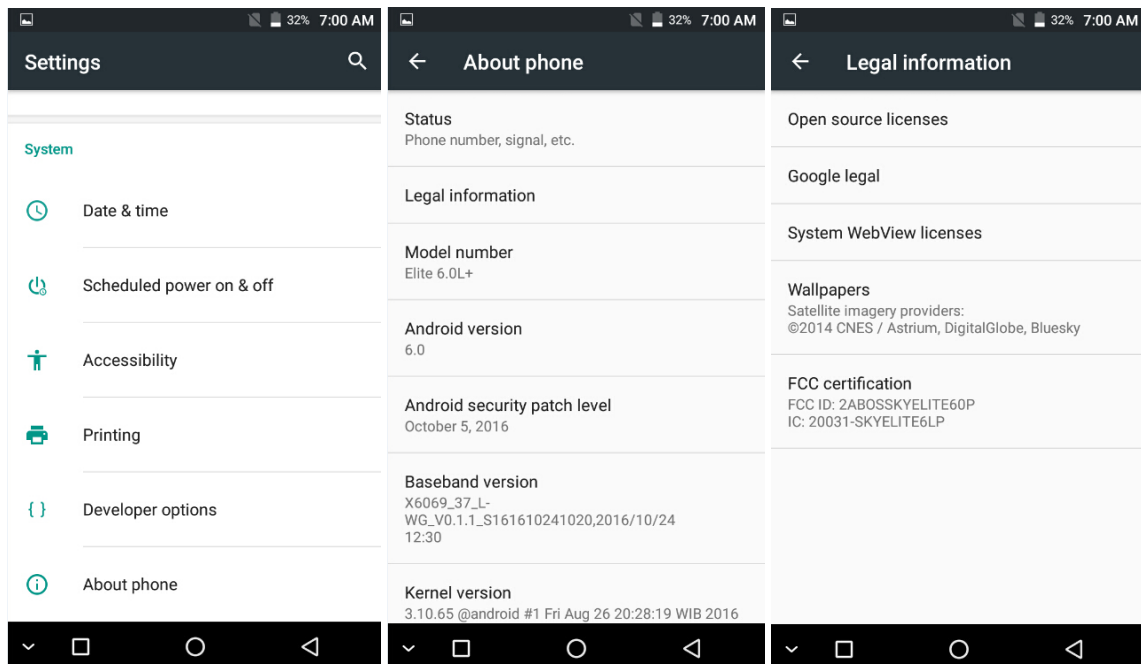 32% 7:00 AM
Settings
System
Date & time
Scheduled power on & off
Accessibility
Printing
{ } Developer options
About phone
32% 7:00 AM
About phone
Status
Phone number, signal, etc.
Legal information
Model number
Elite 6.0L+
Android version
6.0
Android security patch level
October 5, 2016
Baseband version
X6069_37_L-
WG_V0.1.1_S161610241020,2016/10/24
12:30
Kernel version
3.10.65 @android #1 Fri Aug 26 20:28:19 WIB 2016
32% 7:00 AM
Legal information
Open source licenses
Google legal
System WebView licenses
Wallpapers
Satellite imagery providers:
©2014 CNES / Astrium, DigitalGlobe, Bluesky
FCC certification
FCC ID: 2ABOSSKYELITE60P
IC: 20031-SKYELITE6LP